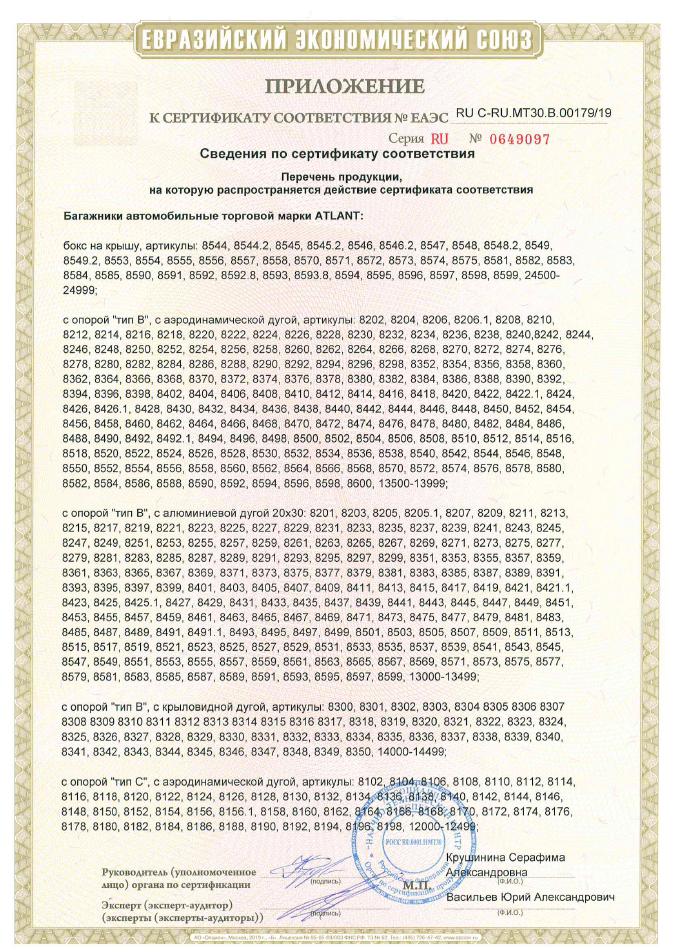 ЕВРАЗИЙСКИЙ ЭКОНОМИЧЕСКИЙ СОЮЗ
ПРИЛОЖЕНИЕ
К СЕРТИФИКАТУ СООТВЕТСТВИЯ № ЕАЭС RU C-RU.MT30.B.00179/19
Серия RU № 0649097
Сведения по сертификату соответствия
Перечень продукции,
на которую распространяется действие сертификата соответствия
Багажники автомобильные торговой марки ATLANT:
бокс на крышу, артикулы: 8544, 8544.2, 8545, 8545.2, 8546, 8546.2, 8547, 8548, 8548.2, 8549,
8549.2, 8553, 8554, 8555, 8556, 8557, 8558, 8570, 8571, 8572, 8573, 8574, 8575, 8581, 8582, 8583,
8584, 8585, 8590, 8591, 8592, 8592.8, 8593, 8593.8, 8594, 8595, 8596, 8597, 8598, 8599, 24500-
24999;
с опорой "тип В", с аэродинамической дугой, артикулы: 8202, 8204, 8206, 8206.1, 8208, 8210,
8212, 8214, 8216, 8218, 8220, 8222, 8224, 8226, 8228, 8230, 8232, 8234, 8236, 8238, 8240,8242, 8244,
8246, 8248, 8250, 8252, 8254, 8256, 8258, 8260, 8262, 8264, 8266, 8268, 8270, 8272, 8274, 8276,
8278, 8280, 8282, 8284, 8286, 8288, 8290, 8292, 8294, 8296, 8298, 8352, 8354, 8356, 8358, 8360,
8362, 8364, 8366, 8368, 8370, 8372, 8374, 8376, 8378, 8380, 8382, 8384, 8386, 8388, 8390, 8392,
8394, 8396, 8398, 8402, 8404, 8406, 8408, 8410, 8412, 8414, 8416, 8418, 8420, 8422, 8422.1, 8424,
8426, 8426.1, 8428, 8430, 8432, 8434, 8436, 8438, 8440, 8442, 8444, 8446, 8448, 8450, 8452, 8454,
8456, 8458, 8460, 8462, 8464, 8466, 8468, 8470, 8472, 8474, 8476, 8478, 8480, 8482, 8484, 8486,
8488, 8490, 8492, 8492.1, 8494, 8496, 8498, 8500, 8502, 8504, 8506, 8508, 8510, 8512, 8514, 8516,
8518, 8520, 8522, 8524, 8526, 8528, 8530, 8532, 8534, 8536, 8538, 8540, 8542, 8544, 8546, 8548,
8550, 8552, 8554, 8556, 8558, 8560, 8562, 8564, 8566, 8568, 8570, 8572, 8574, 8576, 8578, 8580,
8582, 8584, 8586, 8588, 8590, 8592, 8594, 8596, 8598, 8600, 13500-13999;
с опорой "тип В", с алюминиевой дугой 20х30: 8201, 8203, 8205, 8205.1, 8207, 8209, 8211, 8213,
8215, 8217, 8219, 8221, 8223, 8225, 8227, 8229, 8231, 8233, 8235, 8237, 8239, 8241, 8243, 8245,
8247, 8249, 8251, 8253, 8255, 8257, 8259, 8261, 8263, 8265, 8267, 8269, 8271, 8273, 8275, 8277,
8279, 8281, 8283, 8285, 8287, 8289, 8291, 8293, 8295, 8297, 8299, 8351, 8353, 8355, 8357, 8359,
8361, 8363, 8365, 8367, 8369, 8371, 8373, 8375, 8377, 8379, 8381, 8383, 8385, 8387, 8389, 8391,
8393, 8395, 8397, 8399, 8401, 8403, 8405, 8407, 8409, 8411, 8413, 8415, 8417, 8419, 8421, 8421.1,
8423, 8425, 8425.1, 8427, 8429, 8431, 8433, 8435, 8437, 8439, 8441, 8443, 8445, 8447, 8449, 8451,
8453, 8455, 8457, 8459, 8461, 8463, 8465, 8467, 8469, 8471, 8473, 8475, 8477, 8479, 8481, 8483,
8485, 8487, 8489, 8491, 8491.1, 8493, 8495, 8497, 8499, 8501, 8503, 8505, 8507, 8509, 8511, 8513,
8515, 8517, 8519, 8521, 8523, 8525, 8527, 8529, 8531, 8533, 8535, 8537, 8539, 8541, 8543, 8545,
8547, 8549, 8551, 8553, 8555, 8557, 8559, 8561, 8563, 8565, 8567, 8569, 8571, 8573, 8575, 8577,
8579, 8581, 8583, 8585, 8587, 8589, 8591, 8593, 8595, 8597, 8599, 13000-13499;
с опорой "тип В", с крыловидной дугой, артикулы: 8300, 8301, 8302, 8303, 8304 8305 8306 8307
8308 8309 8310 8311 8312 8313 8314 8315 8316 8317, 8318, 8319, 8320, 8321, 8322, 8323, 8324,
8325, 8326, 8327, 8328, 8329, 8330, 8331, 8332, 8333, 8334, 8335, 8336, 8337, 8338, 8339, 8340,
8341, 8342, 8343, 8344, 8345, 8346, 8347, 8348, 8349, 8350, 14000-14499;
с опорой "тип С", с аэродинамической дугой, артикулы: 8102, 8104, 8106, 8108, 8110, 8112, 8114,
8116, 8118, 8120, 8122, 8124, 8126, 8128, 8130, 8132, 8134, 8136, 8138, 8140, 8142, 8144, 8146,
8148, 8150, 8152, 8154, 8156, 8156.1, 8158, 8160, 8162, 8164, 8166, 8168, 8170, 8172, 8174, 8176,
8178, 8180, 8182, 8184, 8186, 8188, 8190, 8192, 8194, 8196, 8198, 12000-12499;
Руководитель (уполномоченное
лицо) органа по сертификации
(подпись)
М.П.
Крушинина Серафима
Александровна
(Ф.И.О.)
Эксперт (эксперт-аудитор)
(эксперты (эксперты-аудиторы))
(подпись)
Васильев Юрий Александрович
(Ф.И.О.)